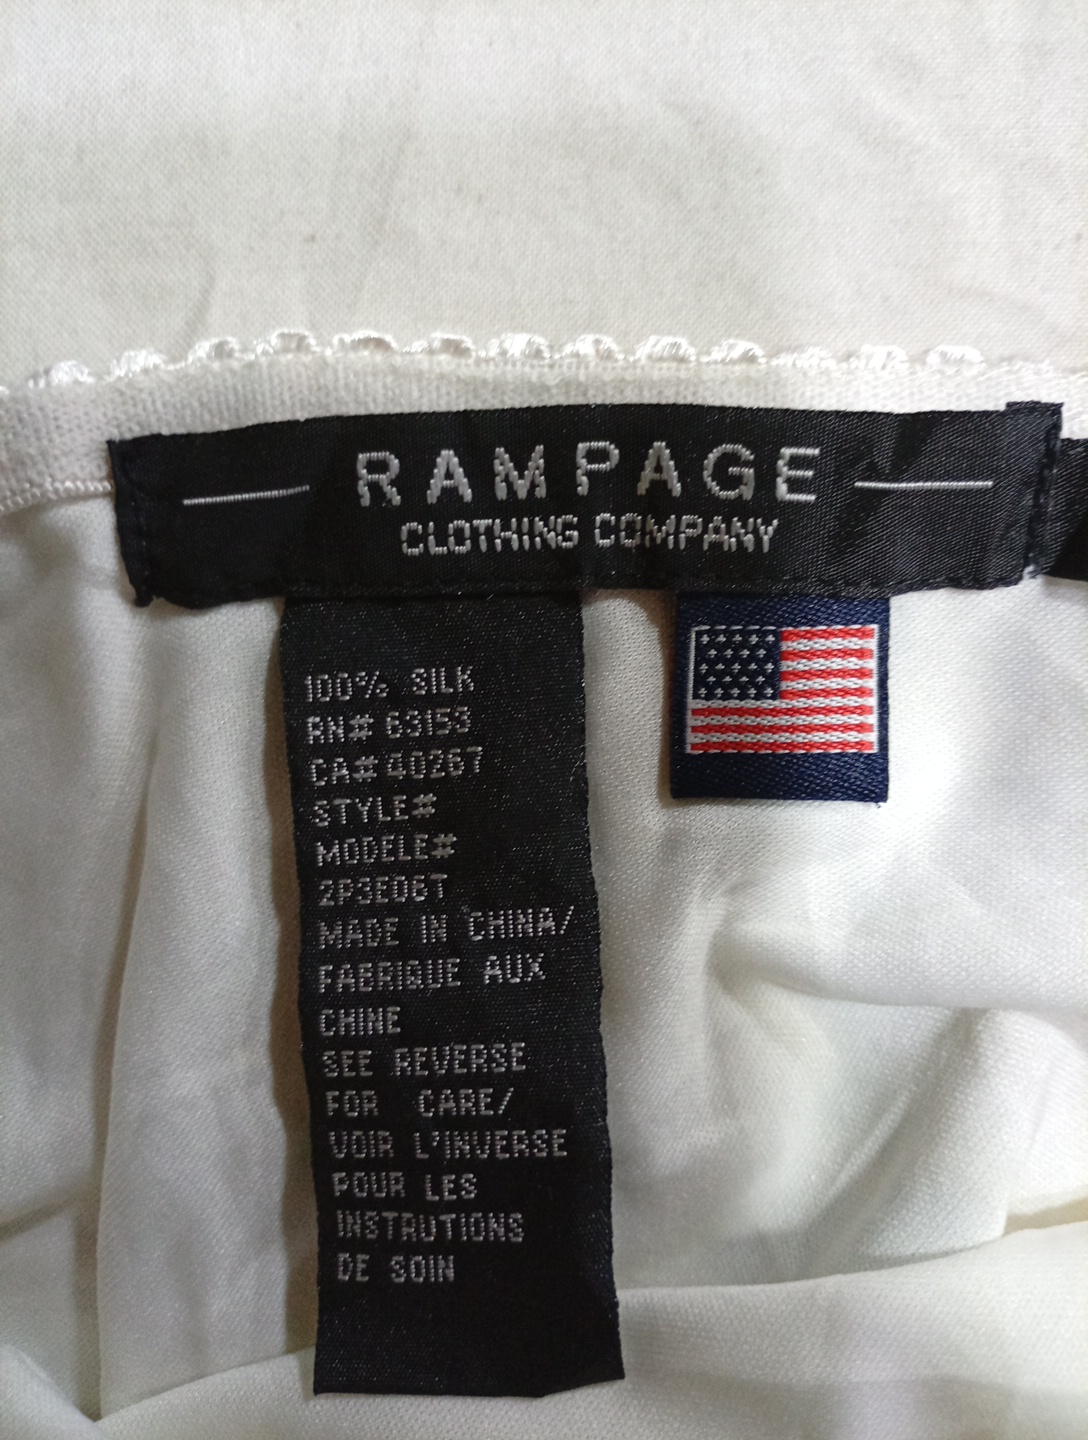 RAMPAGE
CLOTHING COMPANY
100% SILK
RN# 63153
CA# 40267
STYLE#
MODELE#
2P3E06T
MADE IN CHINA/
FABRIQUE AUX
CHINE
SEE REVERSE
FOR CARE/
VOIR L'INVERSE
POUR LES
INSTRUTIONS
DE SOIN